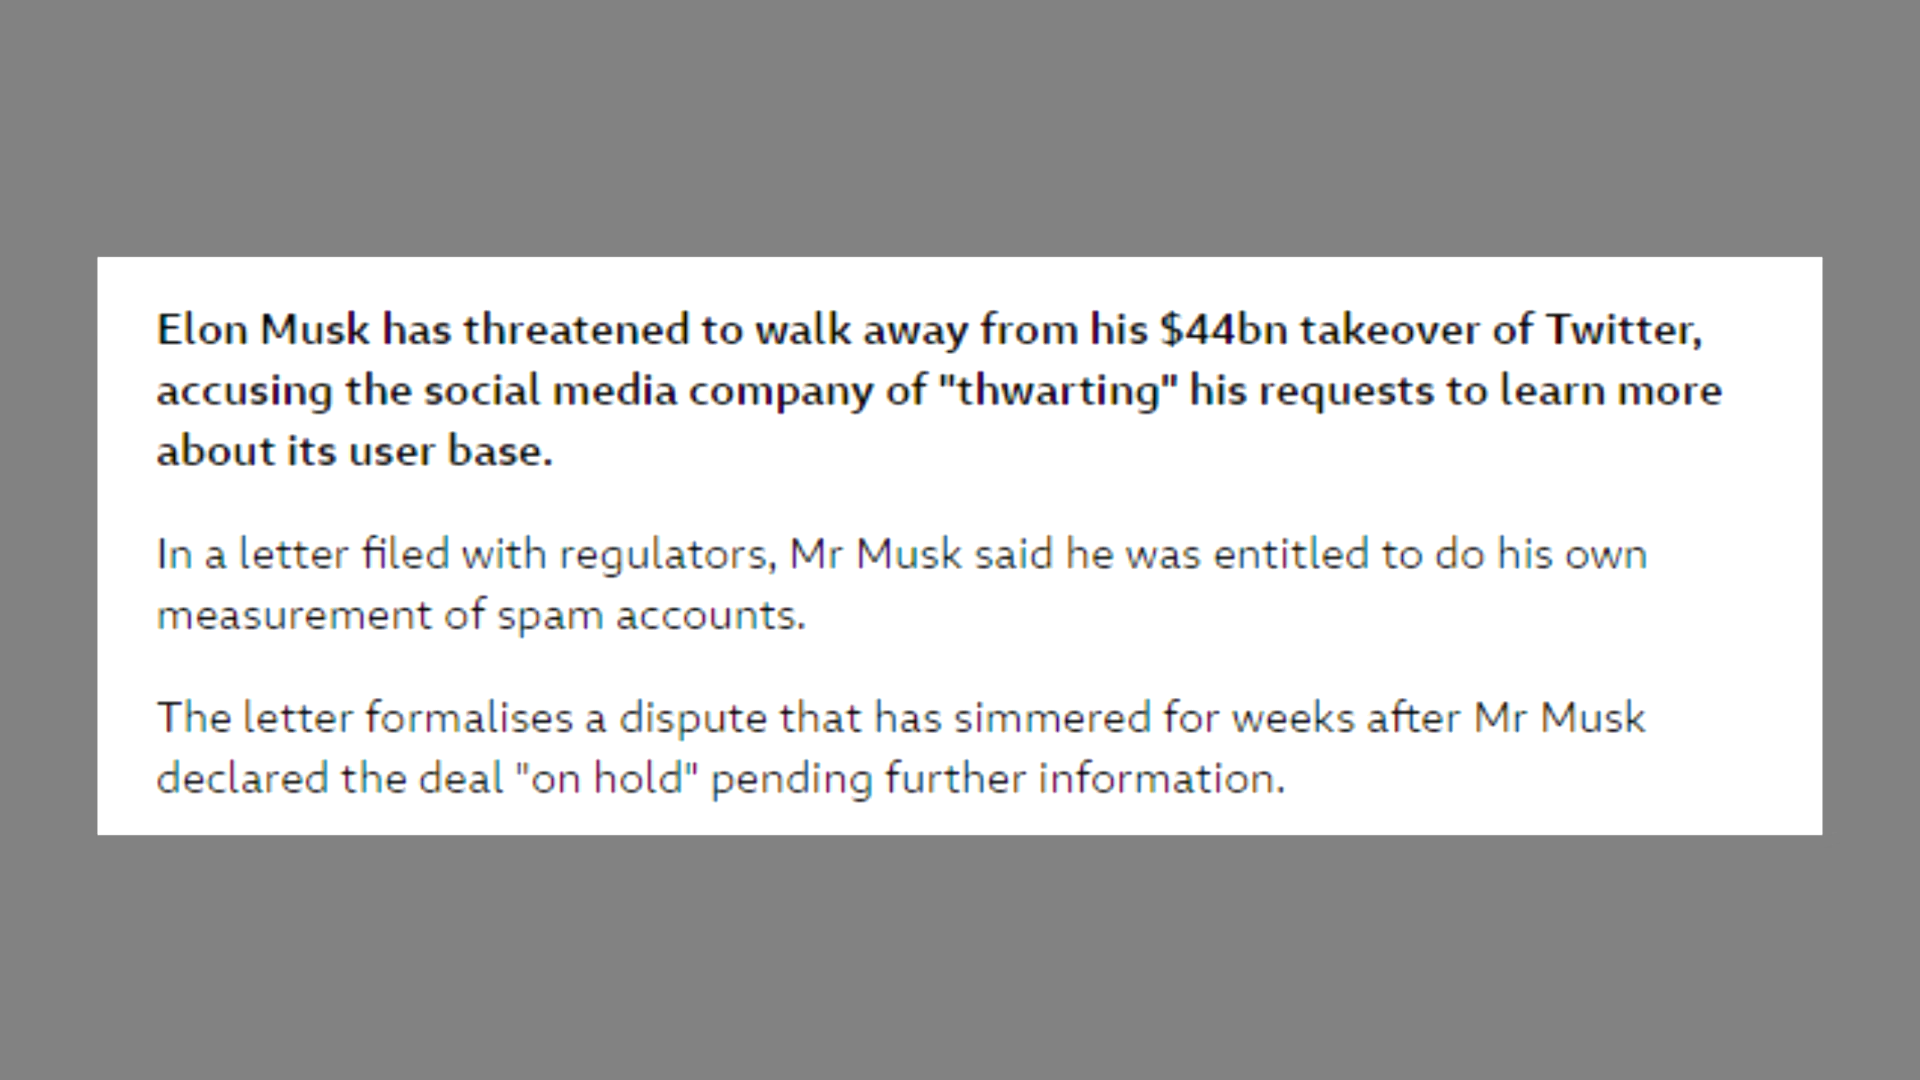 Elon Musk has threatened to walk away from his $44bn takeover of Twitter,
accusing the social media company of "thwarting" his requests to learn more
about its user base.
In a letter filed with regulators, Mr Musk said he was entitled to do his own
measurement of spam accounts.
The letter formalises a dispute that has simmered for weeks after Mr Musk
declared the deal "on hold" pending further information.